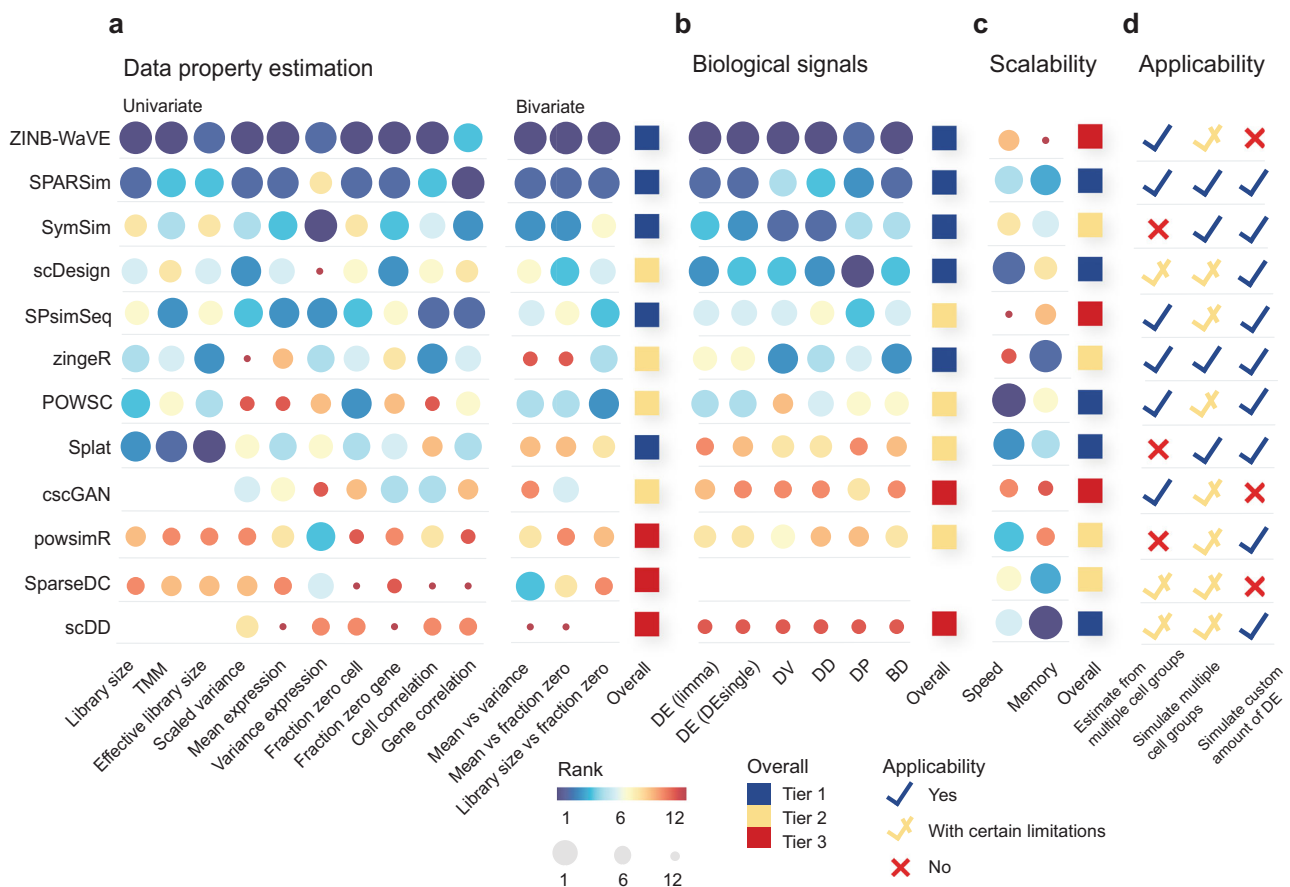 a
b
c
d
Data property estimation
Biological signals
Scalability
Applicability
Univariate
Bivariate
ZINB-WaVE
SPARSim
SymSim
scDesign
SPsimSeq
zingeR
POWSC
Splat
cscGAN
powsimR
SparseDC
scDD
Library size
TMM
Effective library size
Scaled variance
Mean expression
Variance expression
Fraction zero cell
Fraction zero gene
Cell correlation
Gene correlation
Mean vs variance
Mean vs fraction zero
Library size vs fraction zero
Overall
DE (limma)
DE (DEsingle)
DV
DD
DP
BD
Overall
Speed
Memory
Overall
Estimate from
multiple cell groups
Simulate multiple
cell groups
Simulate custom
amount of DE
Rank
1 6 12
1 6 12
Overall
Tier 1
Tier 2
Tier 3
Applicability
Yes
With certain limitations
No